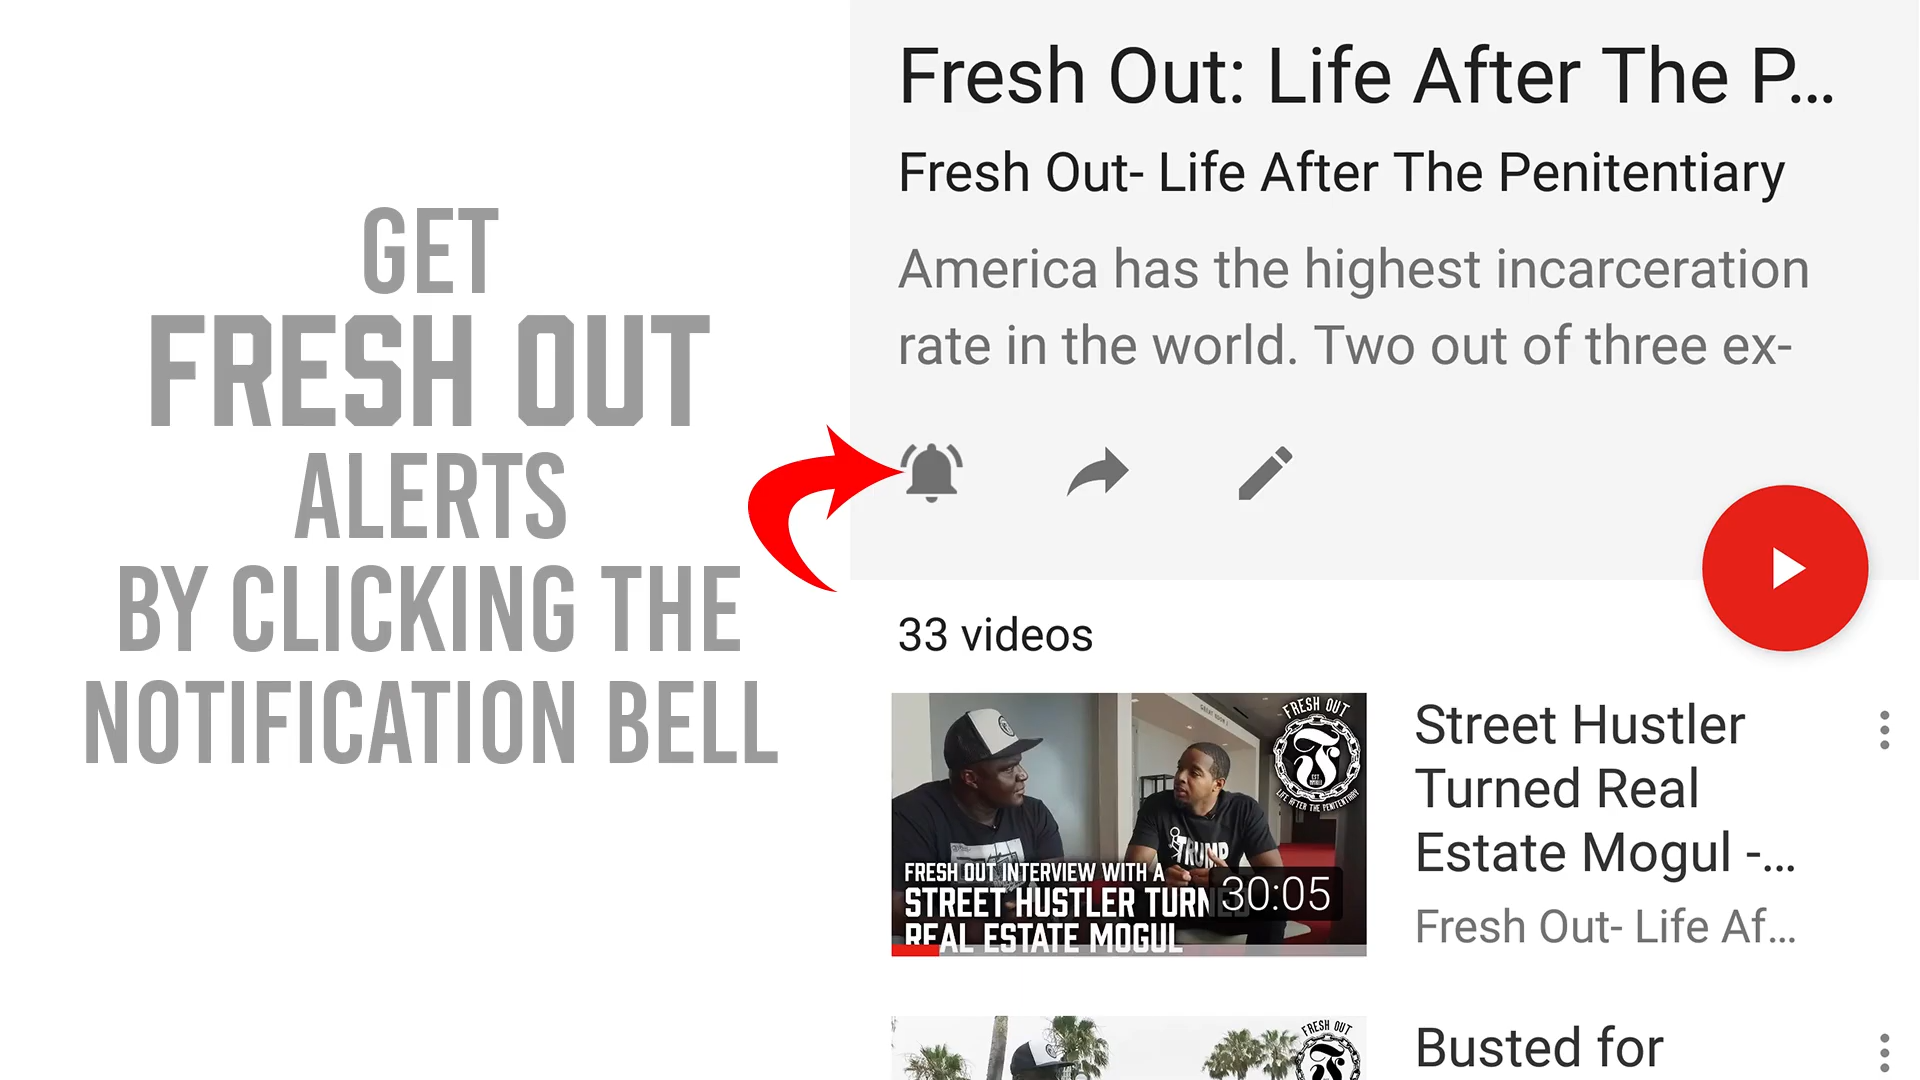 GET
FRESH OUT
ALERTS
BY CLICKING THE
NOTIFICATION BELL
Fresh Out: Life After The P...
Fresh Out- Life After The Penitentiary
America has the highest incarceration
rate in the world. Two out of three ex-
33 videos
FRESH OUT
EST
LIFE AFTER THE PENITENTIARY
TRUMP
FRESH OUT INTERVIEW WITH A
STREET HUSTLER TURNED
REAL ESTATE MOGUL
30:05
Street Hustler
Turned Real
Estate Mogul -...
Fresh Out- Life Af...
FRESH OUT
Busted for